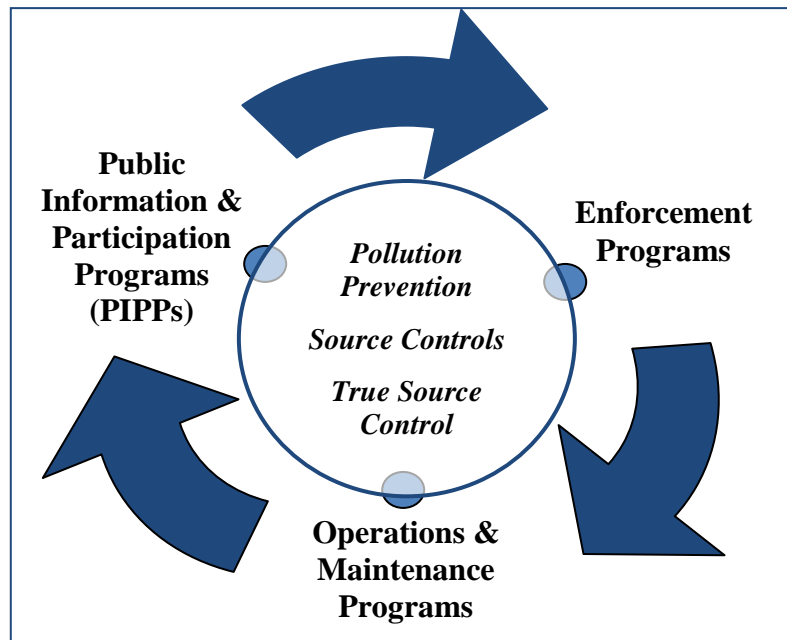 Public
Information &
Participation
Programs
(PIPPs)
Enforcement
Programs
Pollution
Prevention
Source Controls
True Source
Control
Operations &
Maintenance
Programs